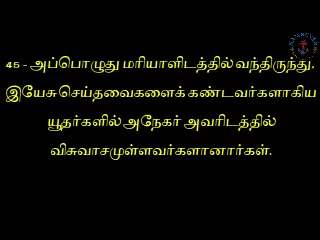 45 - அப்பொழுது மரியாளிடத்தில் வந்திருந்து,
இயேசு செய்தவைகளைக் கண்டவர்களாகிய
யூதர்களில் அநேகர் அவரிடத்தில்
விசுவாசமுள்ளவர்களானார்கள்.